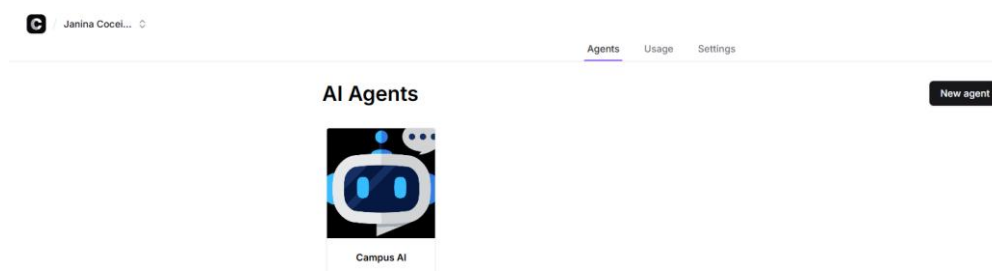 C
Janina Cocei...
Agents Usage Settings
AI Agents
New agent
Campus AI